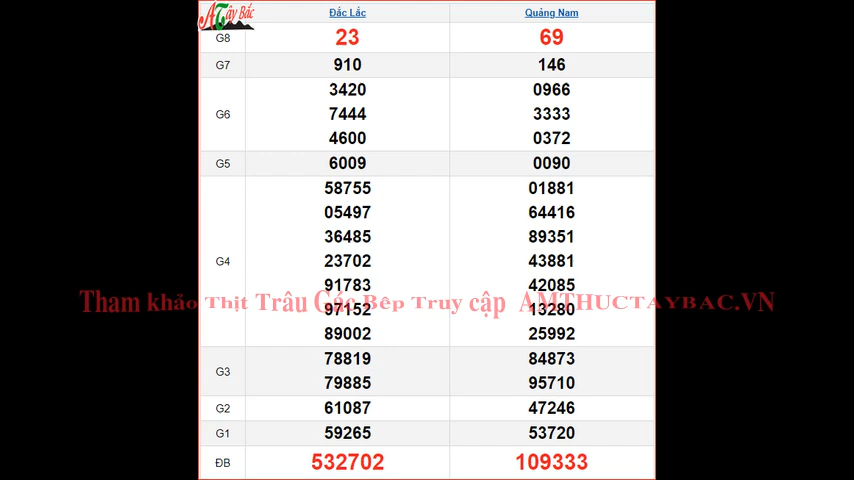 ATây Bắc
Đắc Lắc Quảng Nam
G8 23 69
G7 910 146
3420 0966
G6 7444 3333
4600 0372
G5 6009 0090
58755 01881
05497 64416
36485 89351
G4 23702 43881
91783 42085
Tham khảo Thịt Trâu Gác Bếp Truy cập AMTHUCTAYBAC.VN
97152 13280
89002 25992
G3 78819 84873
79885 95710
G2 61087 47246
G1 59265 53720
ĐB 532702 109333